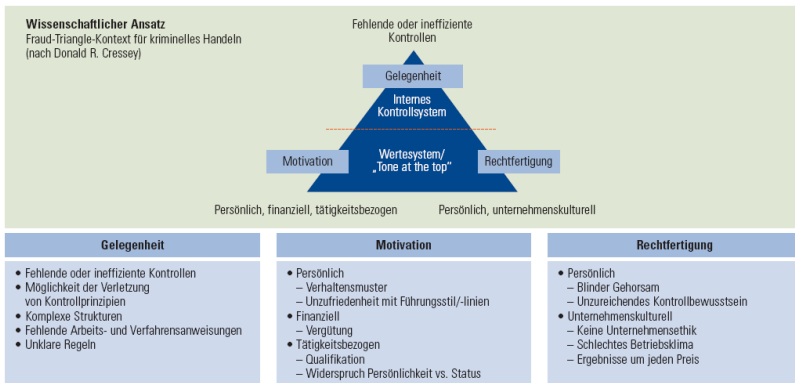 Wissenschaftlicher Ansatz
Fraud-Triangle-Kontext für kriminelles Handeln
(nach Donald R. Cressey)
Fehlende oder ineffiziente
Kontrollen
Gelegenheit
Internes
Kontrollsystem
Motivation
Wertesystem/
„Tone at the top“
Rechtfertigung
Persönlich, finanziell, tätigkeitsbezogen
Persönlich, unternehmenskulturell
Gelegenheit
• Fehlende oder ineffiziente Kontrollen
• Möglichkeit der Verletzung
von Kontrollprinzipien
• Komplexe Strukturen
• Fehlende Arbeits- und Verfahrensanweisungen
• Unklare Regeln
Motivation
• Persönlich
– Verhaltensmuster
– Unzufriedenheit mit Führungsstil/-linien
• Finanziell
– Vergütung
• Tätigkeitsbezogen
– Qualifikation
– Widerspruch Persönlichkeit vs. Status
Rechtfertigung
• Persönlich
– Blinder Gehorsam
– Unzureichendes Kontrollbewusstsein
• Unternehmenskulturell
– Keine Unternehmensethik
– Schlechtes Betriebsklima
– Ergebnisse um jeden Preis